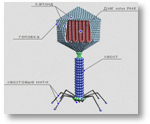 КАПСИД
ДНК ИЛИ РНК
ГОЛОВКА
ХВОСТ
ХВОСТОВЫЕ НИТИ